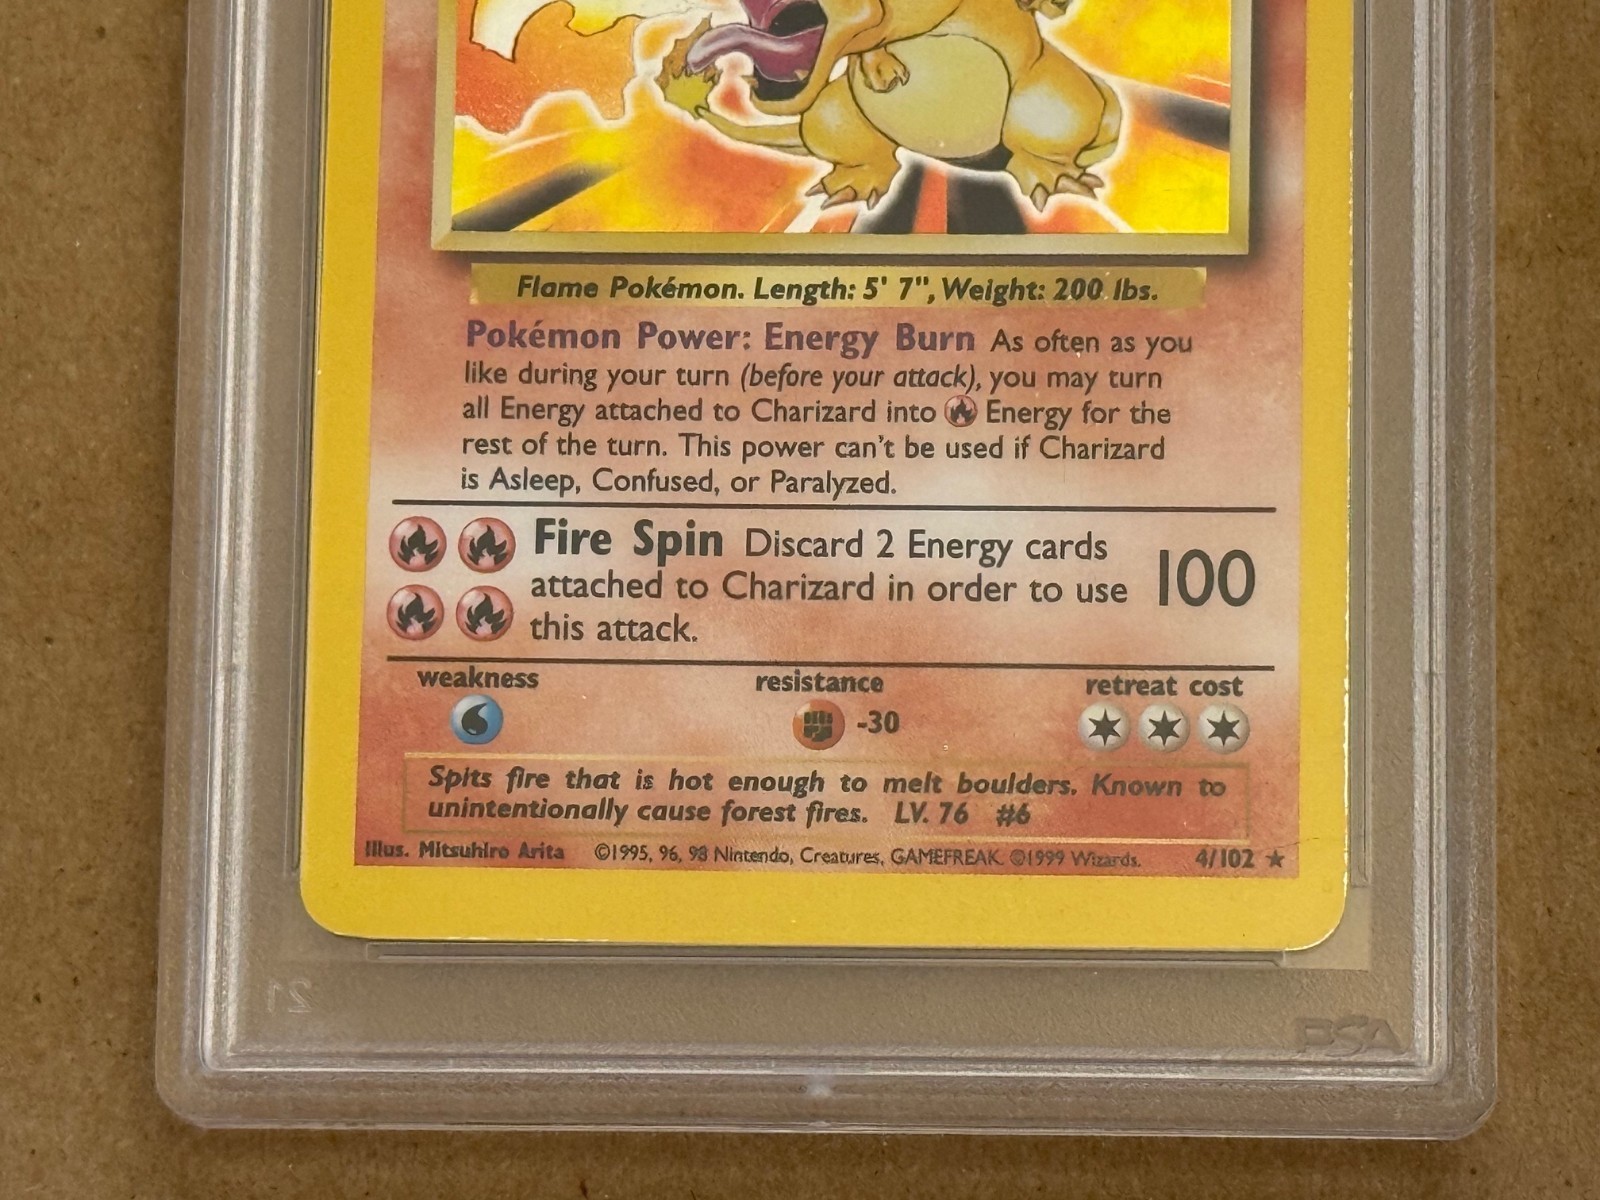 Flame Pokémon. Length: 5' 7", Weight: 200 lbs.
Pokémon Power: Energy Burn As often as you
like during your turn (before your attack), you may turn
all Energy attached to Charizard into Energy for the
rest of the turn. This power can't be used if Charizard
is Asleep, Confused, or Paralyzed.
Fire Spin Discard 2 Energy cards
attached to Charizard in order to use
this attack.
100
weakness resistance retreat cost
-30
Spits fire that is hot enough to melt boulders. Known to
unintentionally cause forest fires. LV. 76 #6
Illus. Mitsuhiro Arita ©1995, 96, 98 Nintendo, Creatures, GAMEFREAK. ©1999 Wizards. 4/102 ★
21
PSA